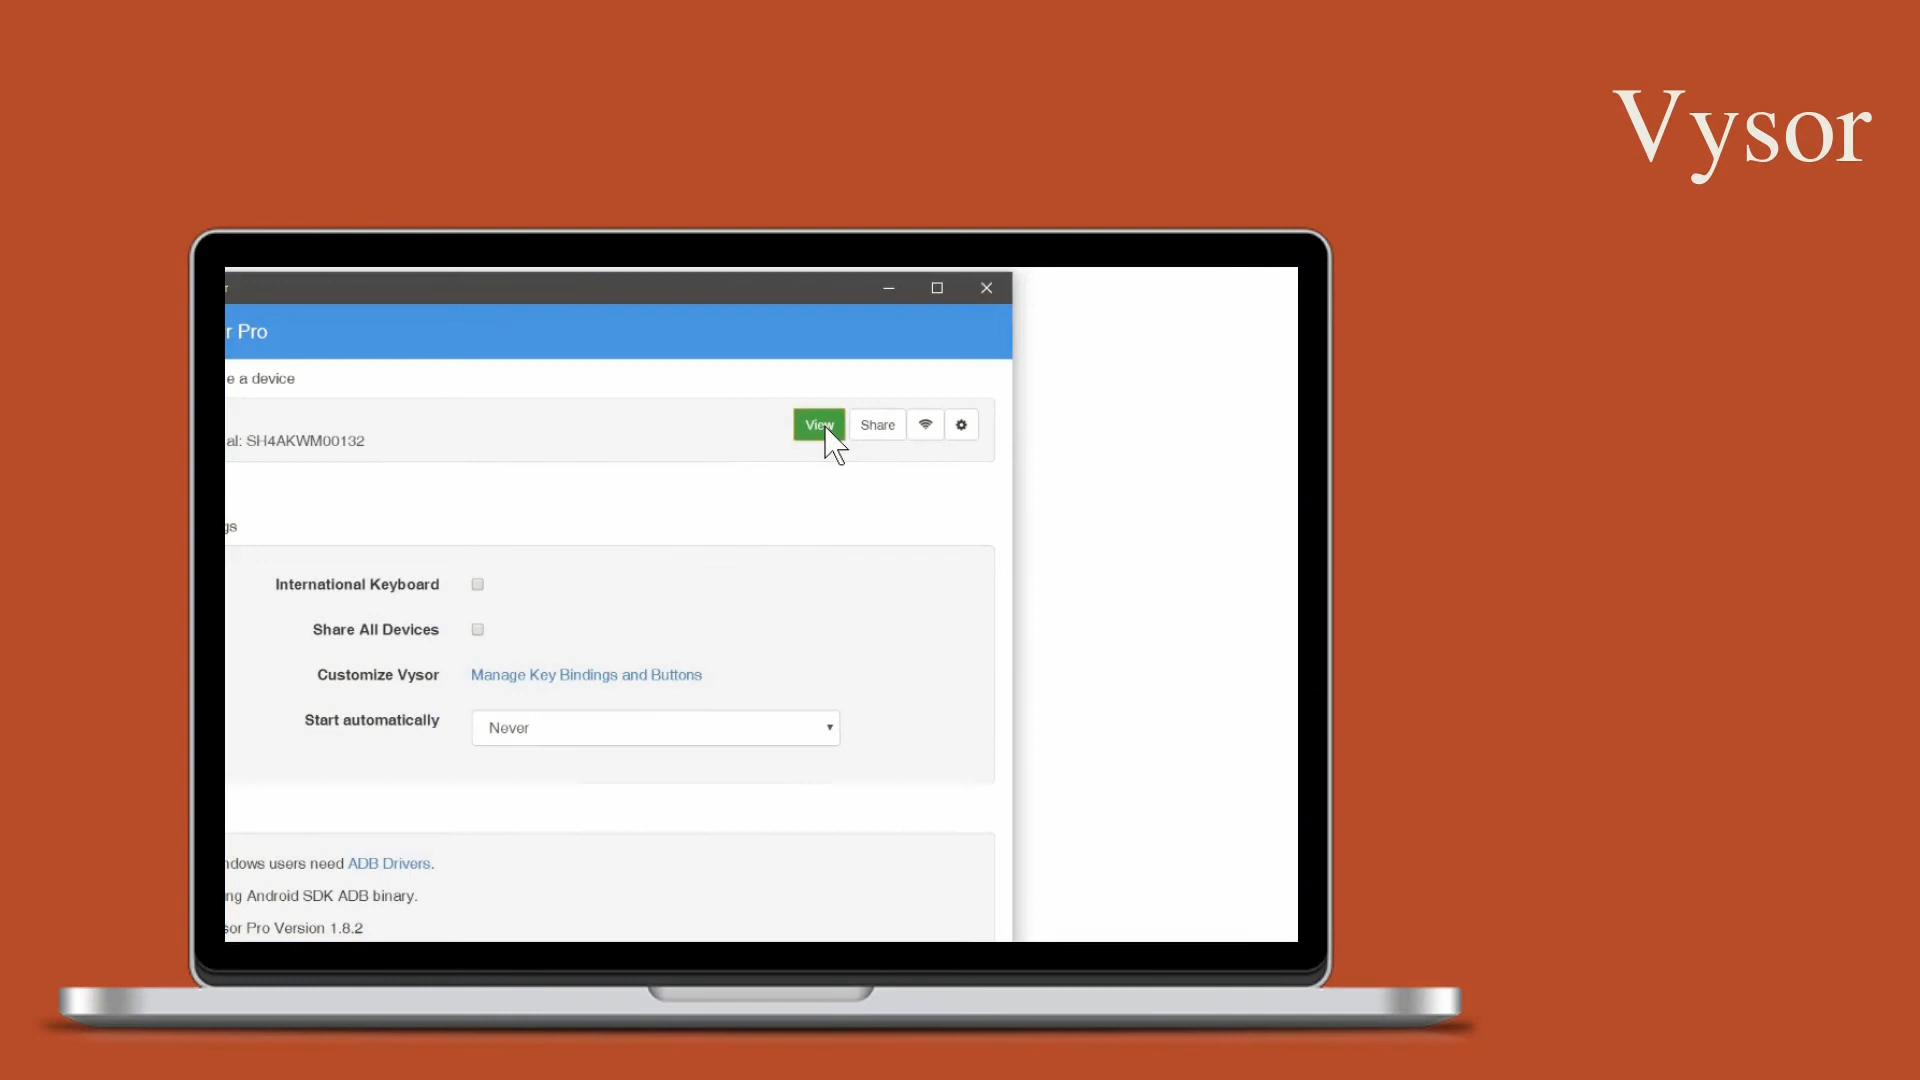 Vysor
r
r Pro
e a device
View Share
al: SH4AKWM00132
gs
International Keyboard
Share All Devices
Customize Vysor Manage Key Bindings and Buttons
Start automatically Never
ndows users need ADB Drivers.
ng Android SDK ADB binary.
sor Pro Version 1.8.2